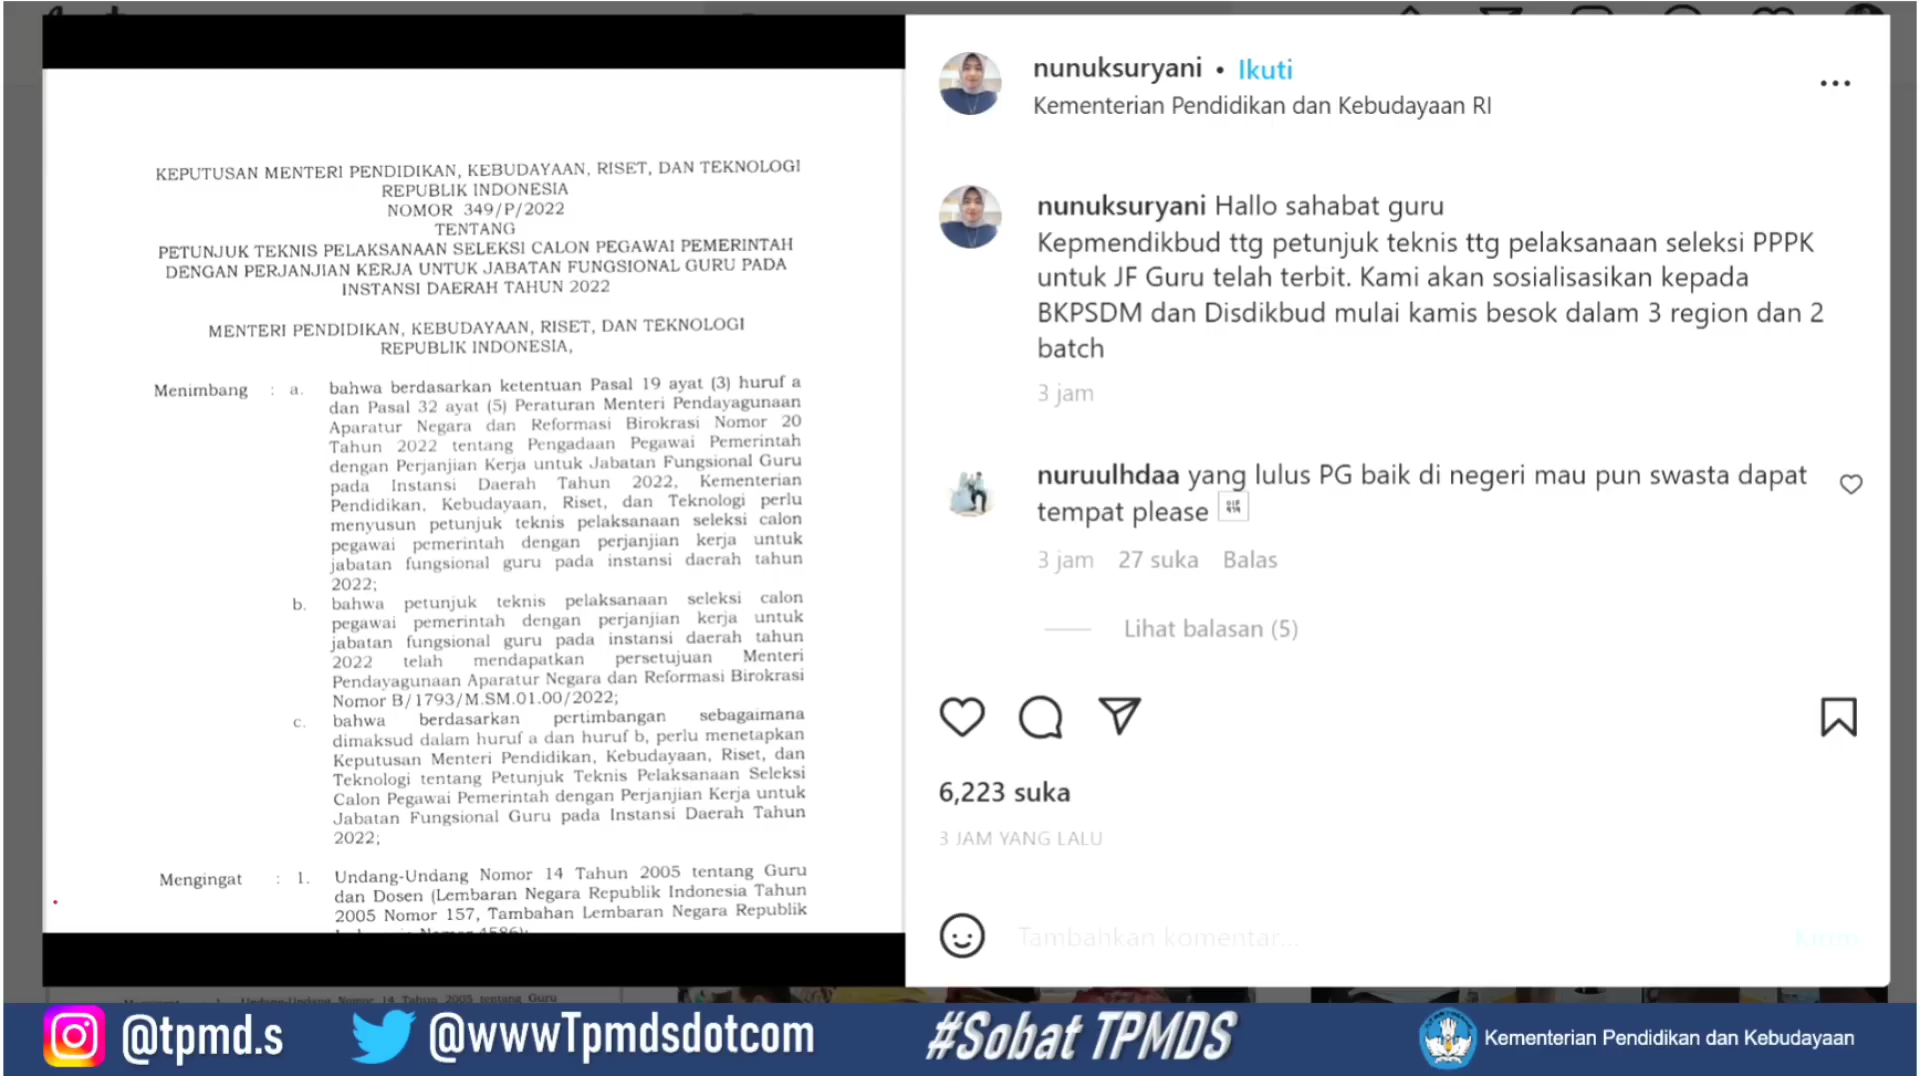 KEPUTUSAN MENTERI PENDIDIKAN, KEBUDAYAAN, RISET, DAN TEKNOLOGI
REPUBLIK INDONESIA
NOMOR 349/P/2022
TENTANG
PETUNJUK TEKNIS PELAKSANAAN SELEKSI CALON PEGAWAI PEMERINTAH
DENGAN PERJANJIAN KERJA UNTUK JABATAN FUNGSIONAL GURU PADA
INSTANSI DAERAH TAHUN 2022
MENTERI PENDIDIKAN, KEBUDAYAAN, RISET, DAN TEKNOLOGI
REPUBLIK INDONESIA,
Menimbang : a. bahwa berdasarkan ketentuan Pasal 19 ayat (3) huruf a
dan Pasal 32 ayat (5) Peraturan Menteri Pendayagunaan
Aparatur Negara dan Reformasi Birokrasi Nomor 20
Tahun 2022 tentang Pengadaan Pegawai Pemerintah
dengan Perjanjian Kerja untuk Jabatan Fungsional Guru
pada Instansi Daerah Tahun 2022, Kementerian
Pendidikan, Kebudayaan, Riset, dan Teknologi perlu
menyusun petunjuk teknis pelaksanaan seleksi calon
pegawai pemerintah dengan perjanjian kerja untuk
jabatan fungsional guru pada instansi daerah tahun
2022;
b. bahwa petunjuk teknis pelaksanaan seleksi calon
pegawai pemerintah dengan perjanjian kerja untuk
jabatan fungsional guru pada instansi daerah tahun
2022 telah mendapatkan persetujuan Menteri
Pendayagunaan Aparatur Negara dan Reformasi Birokrasi
Nomor B/1793/M.SM.01.00/2022;
c. bahwa berdasarkan pertimbangan sebagaimana
dimaksud dalam huruf a dan huruf b, perlu menetapkan
Keputusan Menteri Pendidikan, Kebudayaan, Riset, dan
Teknologi tentang Petunjuk Teknis Pelaksanaan Seleksi
Calon Pegawai Pemerintah dengan Perjanjian Kerja untuk
Jabatan Fungsional Guru pada Instansi Daerah Tahun
2022;
Mengingat : 1. Undang-Undang Nomor 14 Tahun 2005 tentang Guru
dan Dosen (Lembaran Negara Republik Indonesia Tahun
2005 Nomor 157, Tambahan Lembaran Negara Republik
nunuksuryani • Ikuti
Kementerian Pendidikan dan Kebudayaan RI
nunuksuryani Hallo sahabat guru
Kepmendikbud ttg petunjuk teknis ttg pelaksanaan seleksi PPPK
untuk JF Guru telah terbit. Kami akan sosialisasikan kepada
BKPSDM dan Disdikbud mulai kamis besok dalam 3 region dan 2
batch
3 jam
nuruulhdaa yang lulus PG baik di negeri mau pun swasta dapat
tempat please
3 jam 27 suka Balas
Lihat balasan (5)
6,223 suka
3 JAM YANG LALU
Tambahkan komentar...
Kirim
@tpmd.s @wwwTpmdsdotcom #Sobat TPMDS Kementerian Pendidikan dan Kebudayaan